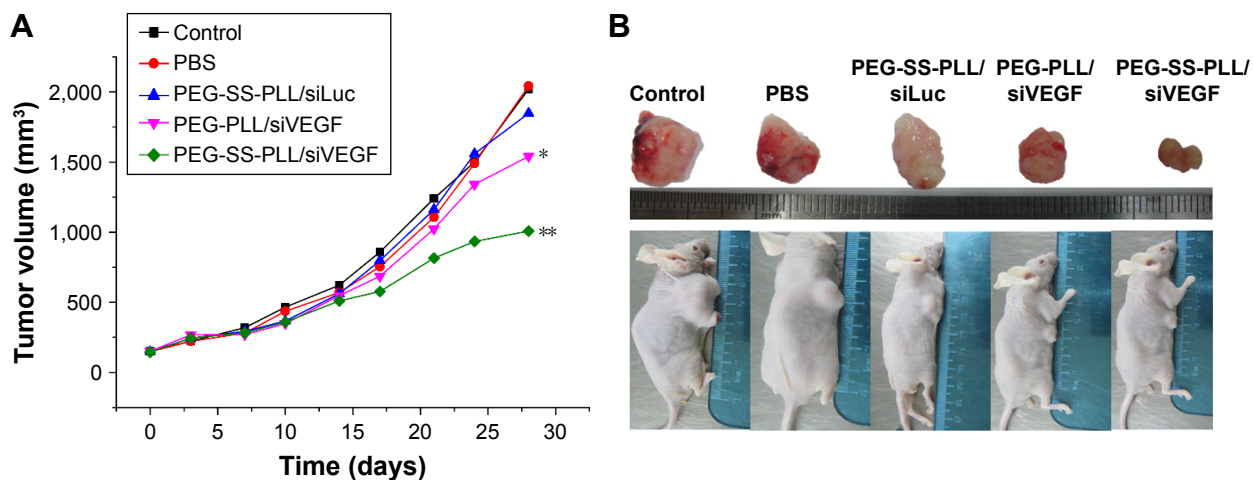 A
Control
PBS
PEG-SS-PLL/siLuc
PEG-PLL/siVEGF
PEG-SS-PLL/siVEGF
Tumor volume (mm³)
2,000
1,500
1,000
500
0
*
**
0 5 10 15 20 25 30
Time (days)
B
Control
PBS
PEG-SS-PLL/
siLuc
PEG-PLL/
siVEGF
PEG-SS-PLL/
siVEGF
mm